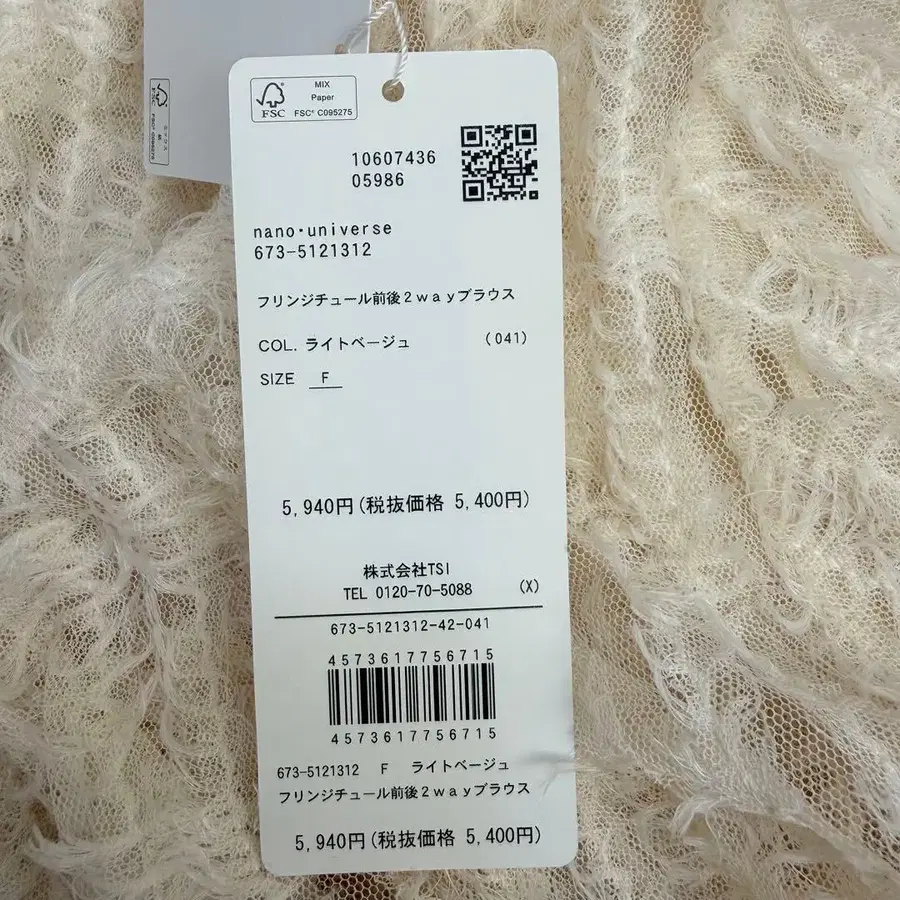 MIX
Paper
FSC
FSC® C095275
10607436
05986
nano・universe
673-5121312
フリンジチュール前後2wayブラウス
COL. ライトベージュ (041)
SIZE F
5,940円(税抜価格 5,400円)
株式会社TSI
TEL 0120-70-5088 (X)
673-5121312-42-041
4573617756715
4573617756715
673-5121312 F ライトベージュ
フリンジチュール前後2wayブラウス
5,940円(税抜価格 5,400円)